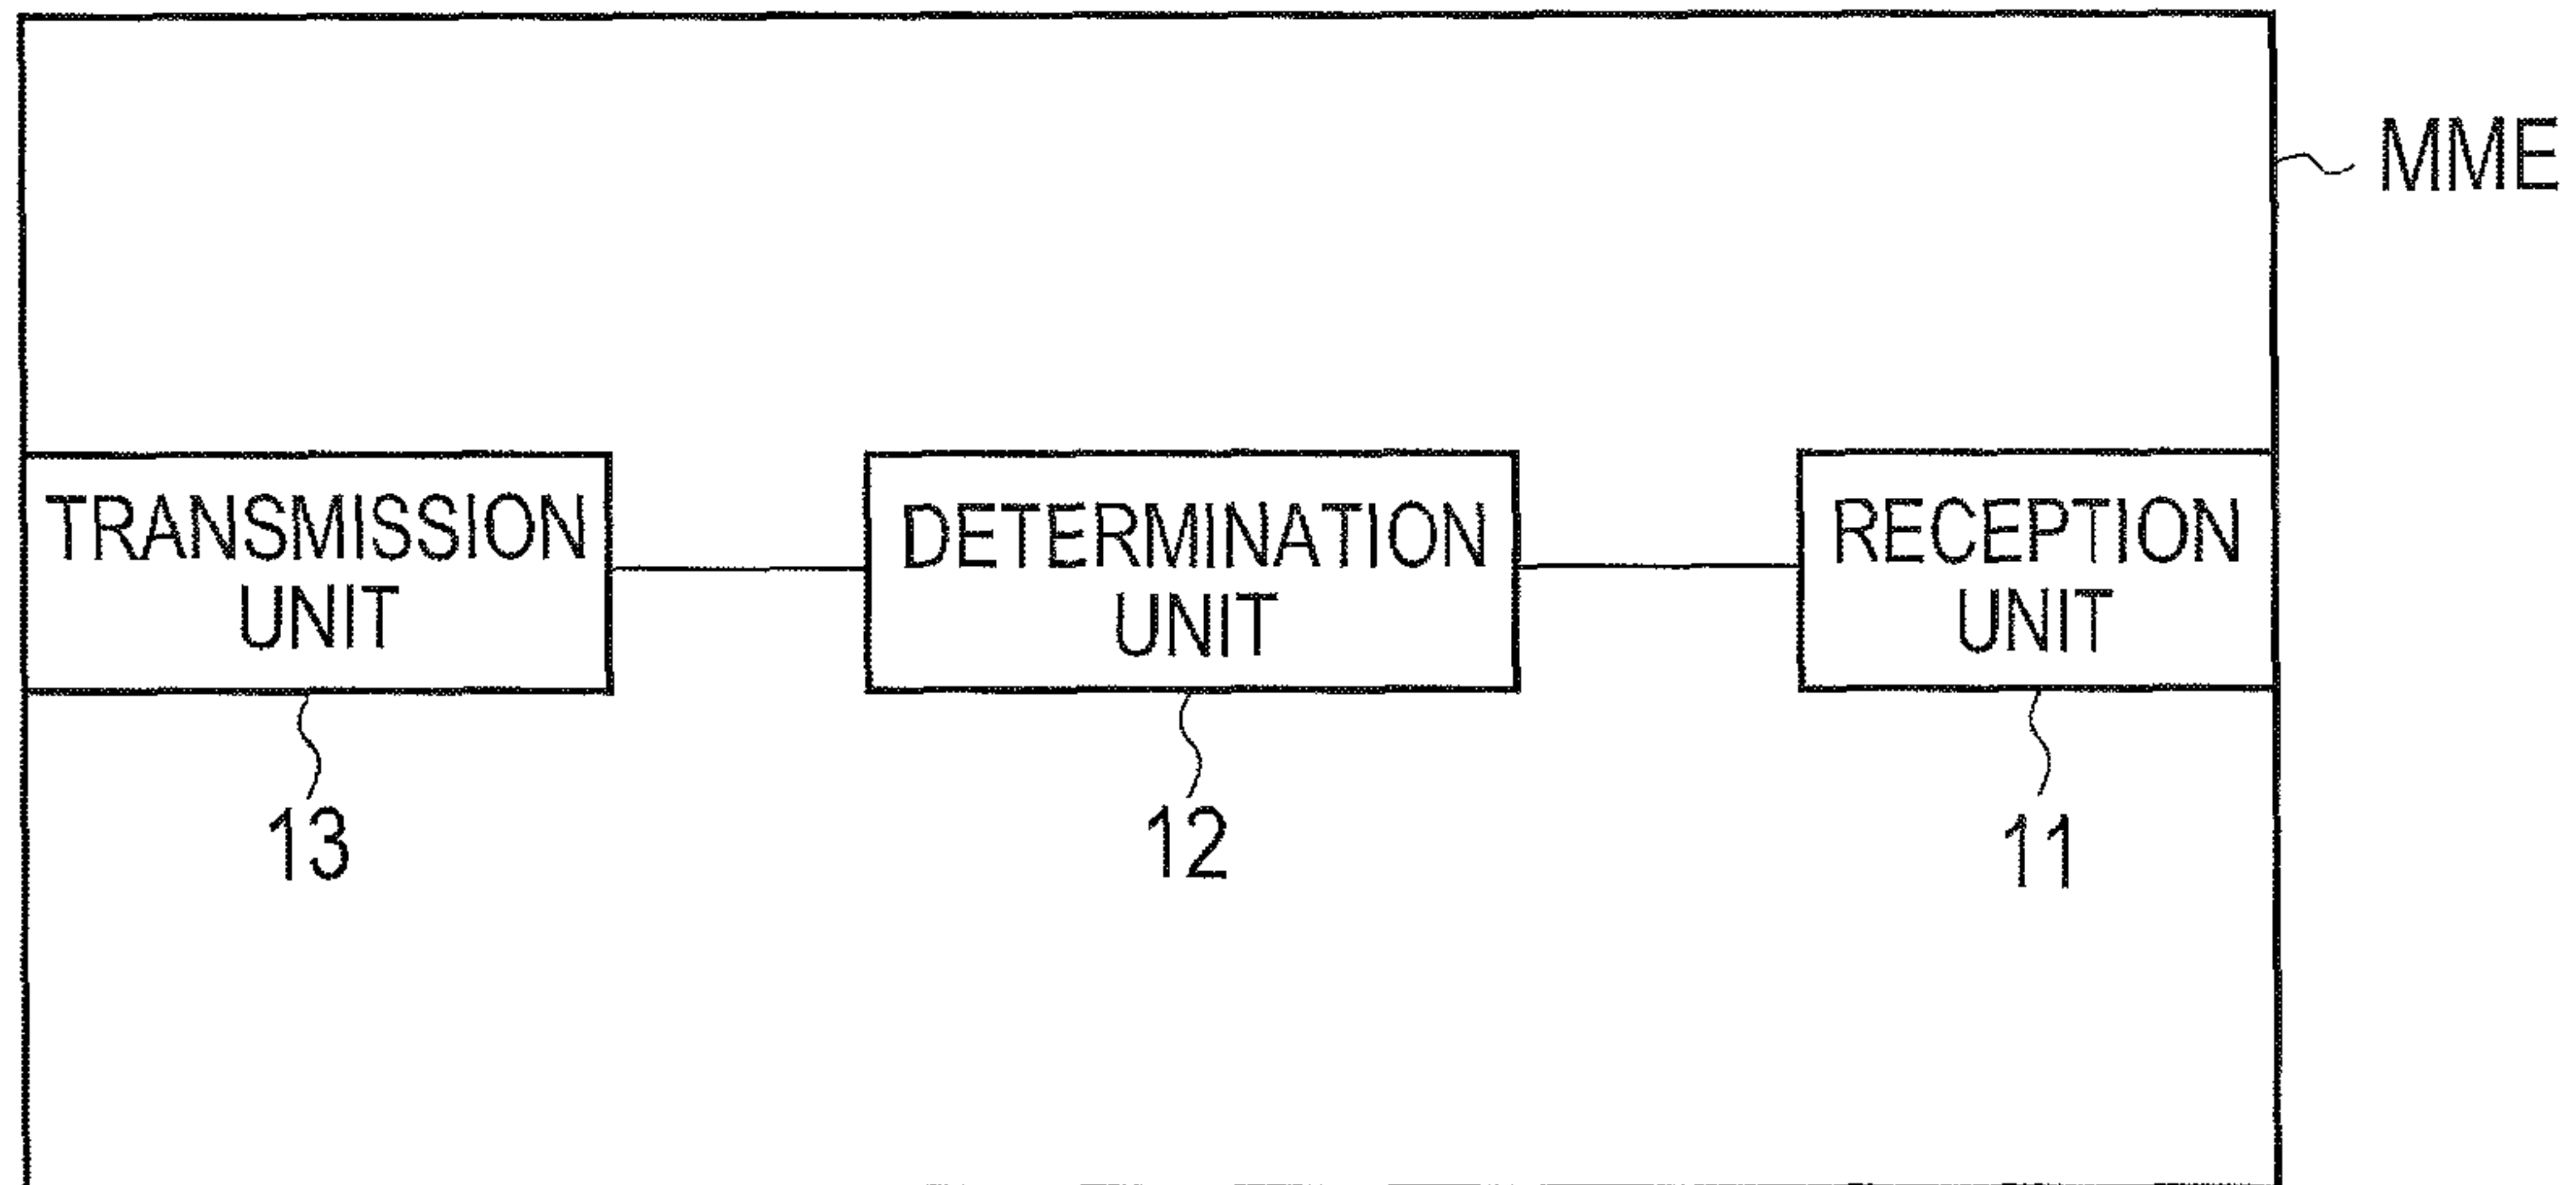 MME
TRANSMISSION
UNIT
DETERMINATION
UNIT
RECEPTION
UNIT
13
12
11